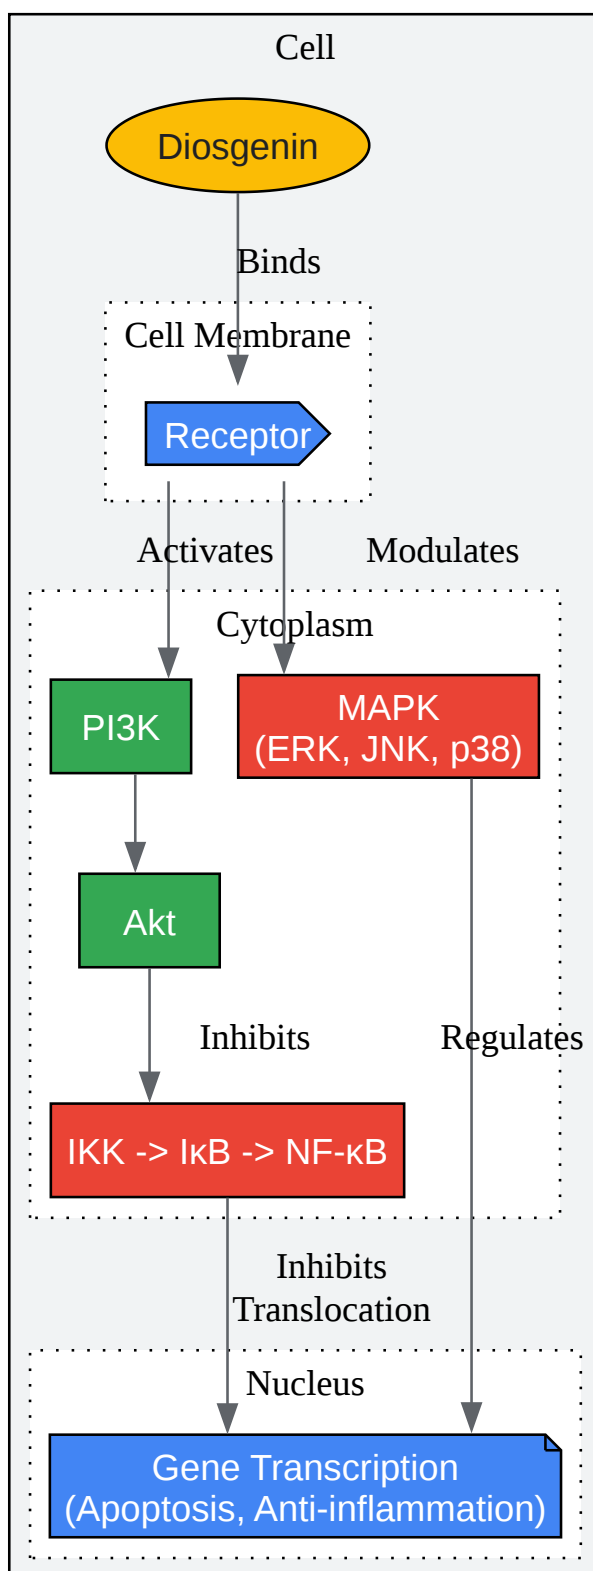 Cell
Diosgenin
Binds
Cell Membrane
Receptor
Activates
Modulates
Cytoplasm
PI3K
MAPK
(ERK, JNK, p38)
Akt
Inhibits
Regulates
IKK -> IκB -> NF-κB
Inhibits
Translocation
Nucleus
Gene Transcription
(Apoptosis, Anti-inflammation)